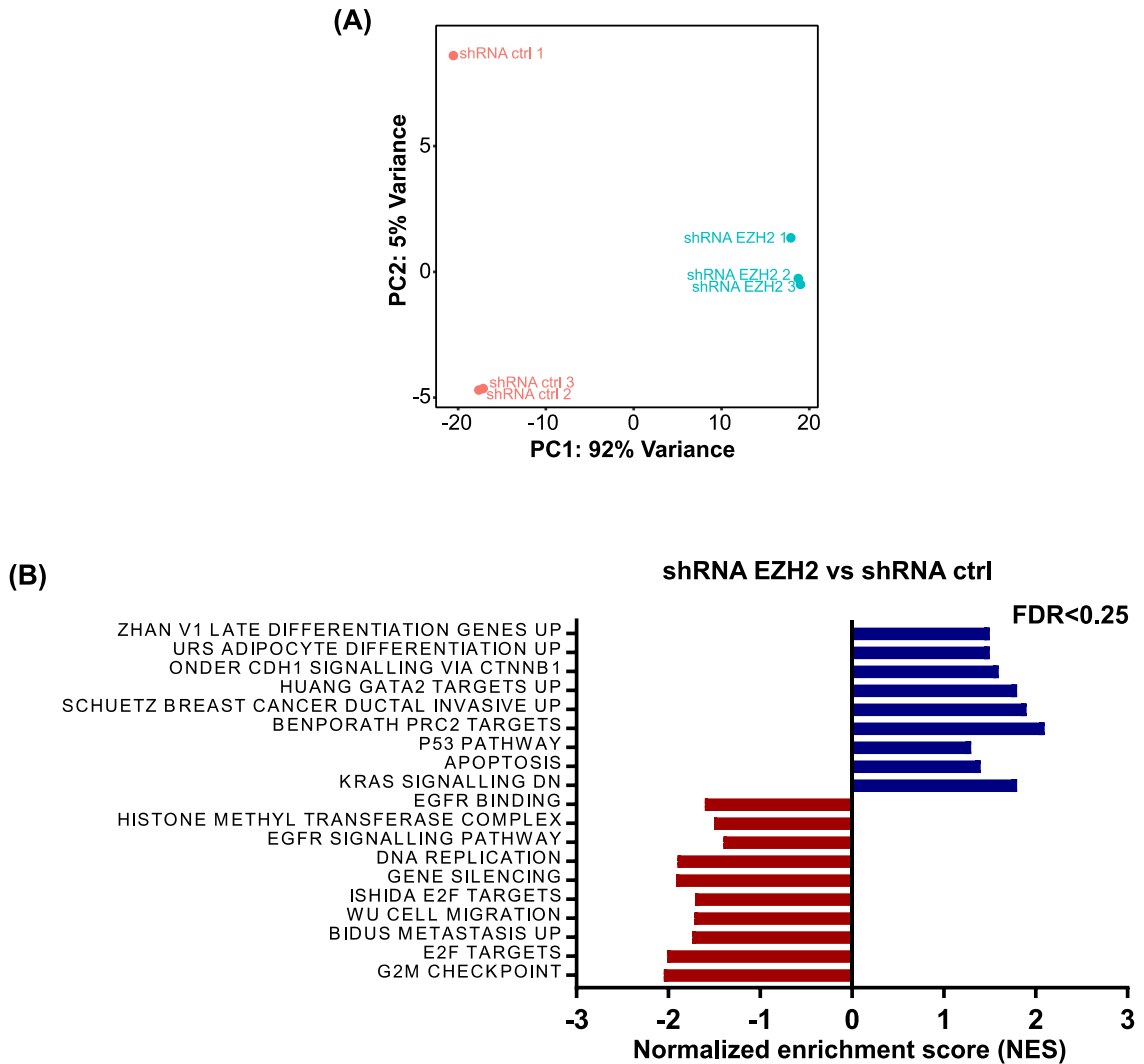 (A)
shRNA ctrl 1
5
shRNA EZH2 1
shRNA EZH2 2
0
shRNA EZH2 3
shRNA ctrl 3
shRNA ctrl 2
-5
-20 -10 0 10 20
PC2: 5% Variance
PC1: 92% Variance
(B)
shRNA EZH2 vs shRNA ctrl
FDR<0.25
ZHAN V1 LATE DIFFERENTIATION GENES UP
URS ADIPOCYTE DIFFERENTIATION UP
ONDER CDH1 SIGNALLING VIA CTNNB1
HUANG GATA2 TARGETS UP
SCHUETZ BREAST CANCER DUCTAL INVASIVE UP
BENPORATH PRC2 TARGETS
P53 PATHWAY
APOPTOSIS
KRAS SIGNALLING DN
EGFR BINDING
HISTONE METHYL TRANSFERASE COMPLEX
EGFR SIGNALLING PATHWAY
DNA REPLICATION
GENE SILENCING
ISHIDA E2F TARGETS
WU CELL MIGRATION
BIDUS METASTASIS UP
E2F TARGETS
G2M CHECKPOINT
-3 -2 -1 0 1 2 3
Normalized enrichment score (NES)